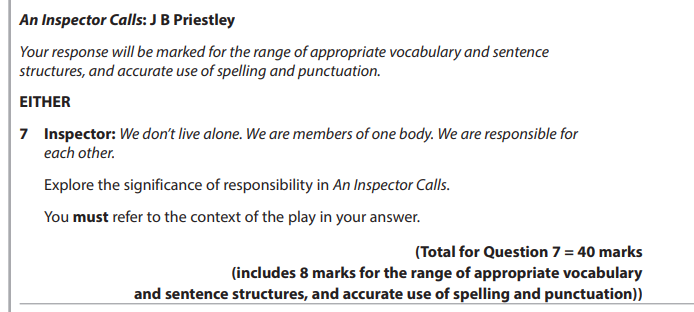 An Inspector Calls: J B Priestley
Your response will be marked for the range of appropriate vocabulary and sentence
structures, and accurate use of spelling and punctuation.
EITHER
7 Inspector: We don't live alone. We are members of one body. We are responsible for
each other.
Explore the significance of responsibility in An Inspector Calls.
You must refer to the context of the play in your answer.
(Total for Question 7 = 40 marks
(includes 8 marks for the range of appropriate vocabulary
and sentence structures, and accurate use of spelling and punctuation))